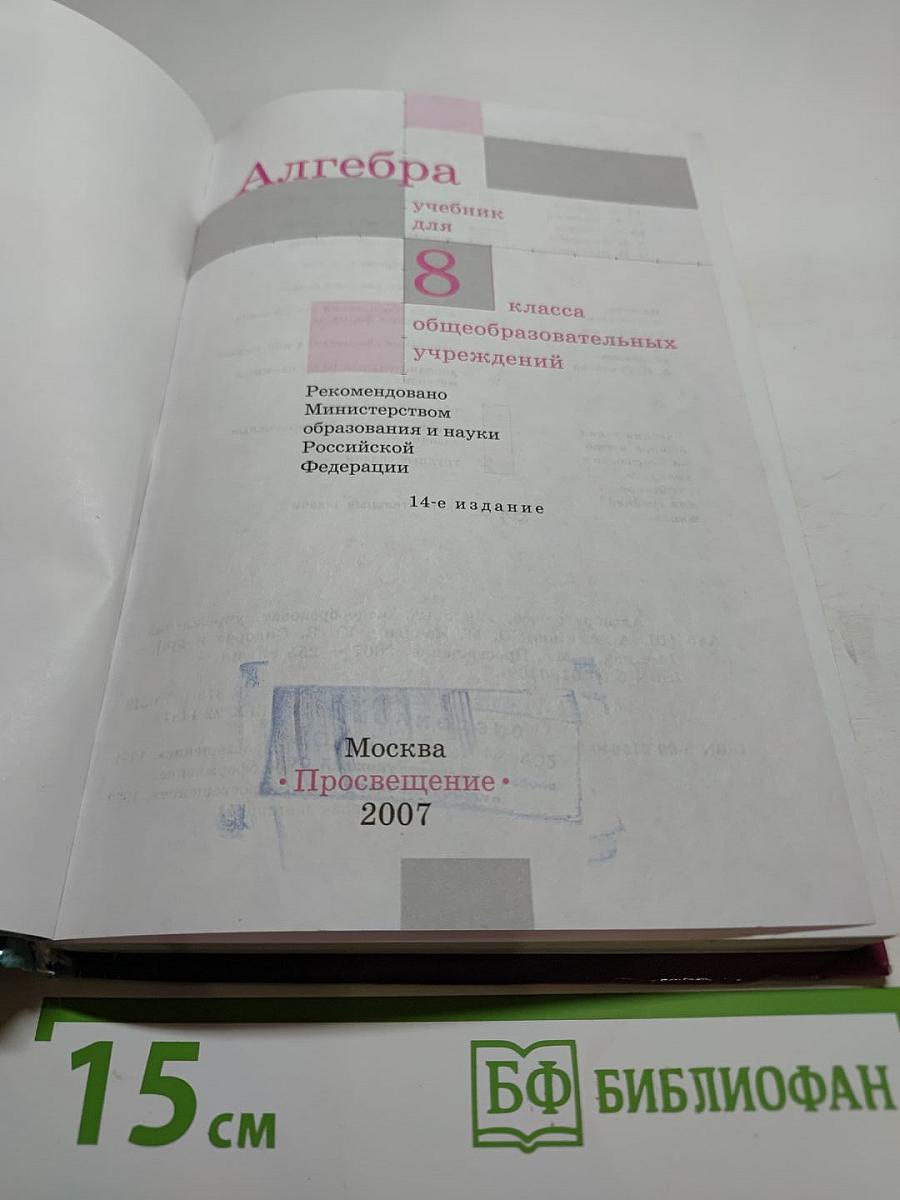 Алгебра
учебник
для
8
класса
общеобразовательных
учреждений
Рекомендовано
Министерством
образования и науки
Российской
Федерации
14-е издание
Москва
• Просвещение •
2007
15 см
БФ БИБЛИОФАН